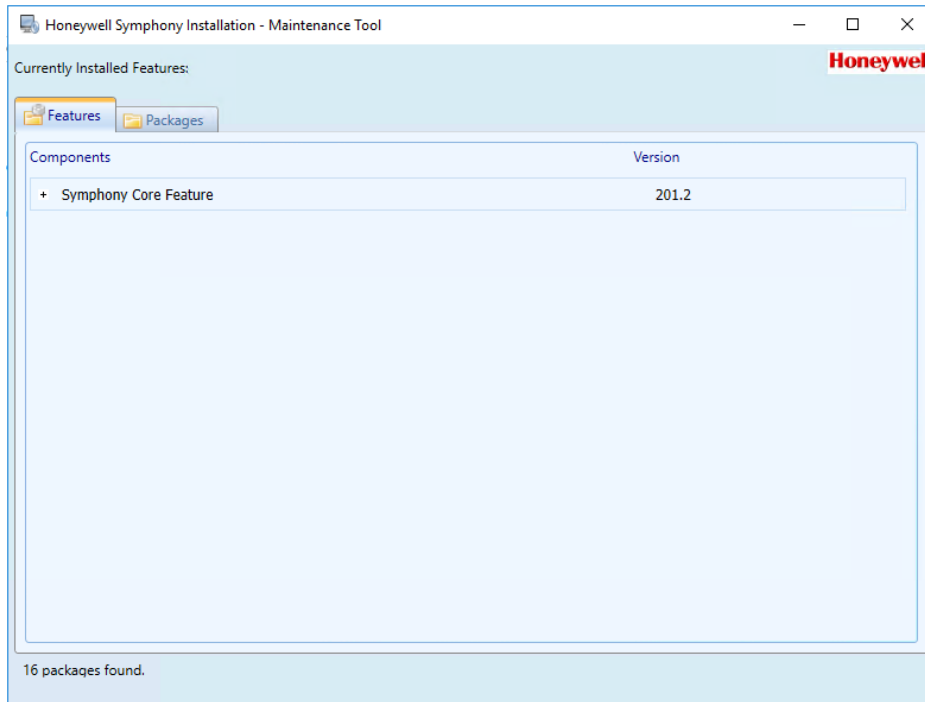 Honeywell Symphony Installation - Maintenance Tool
Currently Installed Features:
Honeywel
Features
Packages
Components Version
+ Symphony Core Feature 201.2
16 packages found.